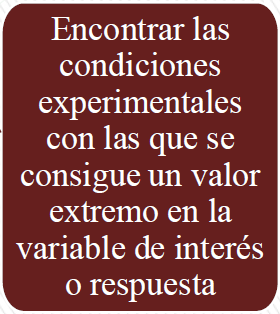 Encontrar las
condiciones
experimentales
con las que se
consigue un valor
extremo en la
variable de interés
o respuesta